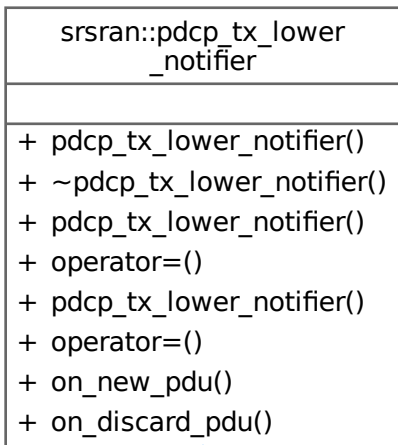 srsran::pdcp_tx_lower
_notifier
+ pdcp_tx_lower_notifier()
+ ~pdcp_tx_lower_notifier()
+ pdcp_tx_lower_notifier()
+ operator=()
+ pdcp_tx_lower_notifier()
+ operator=()
+ on_new_pdu()
+ on_discard_pdu()